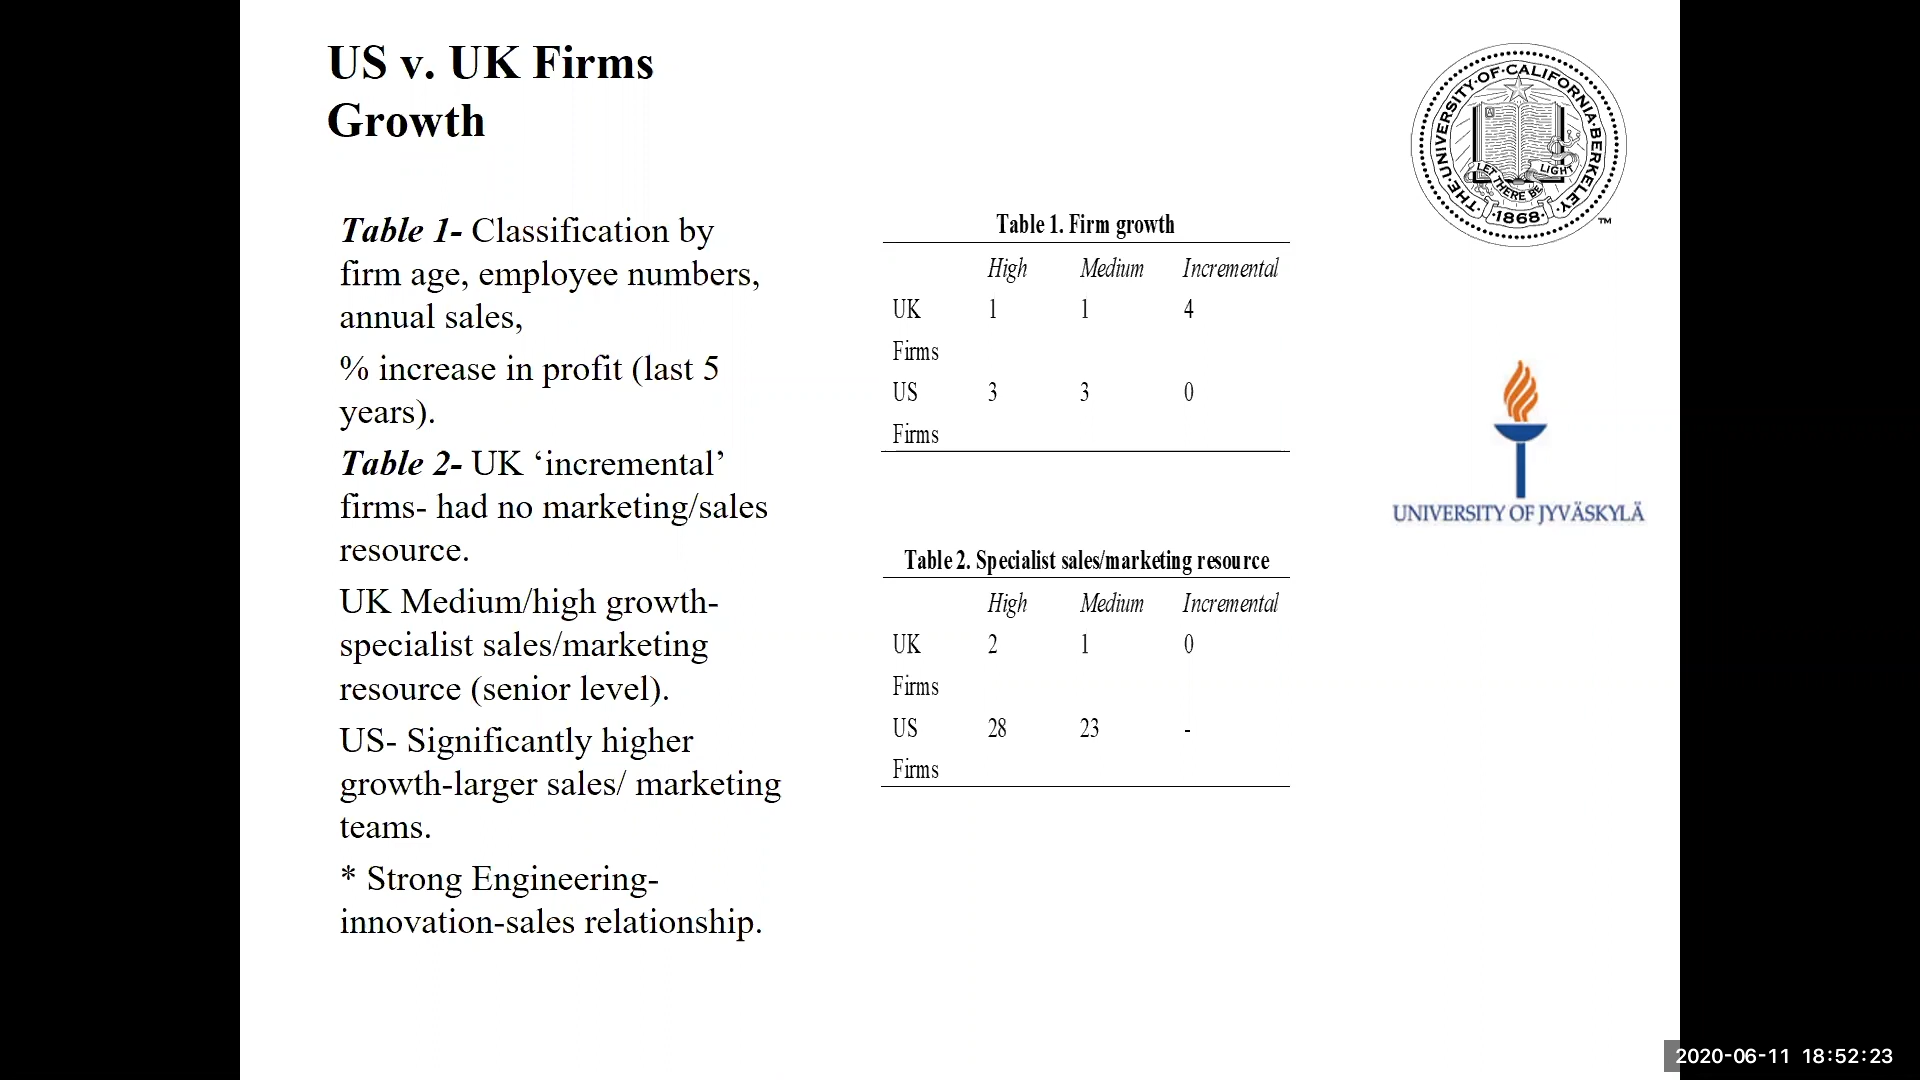 US v. UK Firms
Growth
Table 1- Classification by
firm age, employee numbers,
annual sales,
% increase in profit (last 5
years).
Table 2- UK ‘incremental’
firms- had no marketing/sales
resource.
UK Medium/high growth-
specialist sales/marketing
resource (senior level).
US- Significantly higher
growth-larger sales/ marketing
teams.
* Strong Engineering-
innovation-sales relationship.
Table 1. Firm growth
High Medium Incremental
UK 1 1 4
Firms
US 3 3 0
Firms
Table 2. Specialist sales/marketing resource
High Medium Incremental
UK 2 1 0
Firms
US 28 23 -
Firms
THE·UNIVERSITY·OF·CALIFORNIA·BERKELEY·
LET THERE BE LIGHT
·1868·
TM
UNIVERSITY OF JYVÄSKYLÄ
2020-06-11 18:52:23